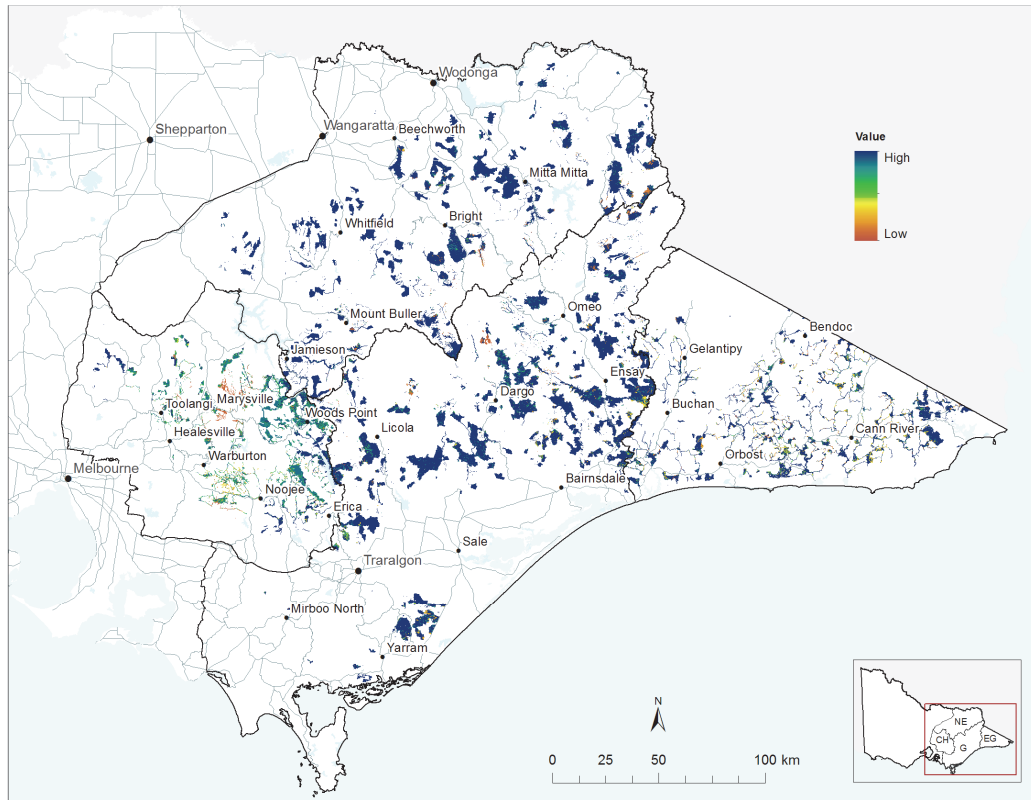 Wodonga
Shepparton
Wangaratta
Beechworth
Value
High
Low
Mitta Mitta
Whitfield
Bright
Omeo
Mount Buller
Bendoc
Jamieson
Gelantipy
Ensay
Dargo
Marysville
Toolangi
Buchan
Woods Point
Licola
Healesville
Cann River
Warburton
Orbost
Melbourne
Bairnsdale
Noojee
Erica
Sale
Traralgon
Mirboo North
Yarram
N
0 25 50 100 km
NE
CH
G
EG